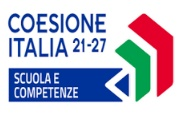 COESIONE
ITALIA 21-27
SCUOLA E
COMPETENZE